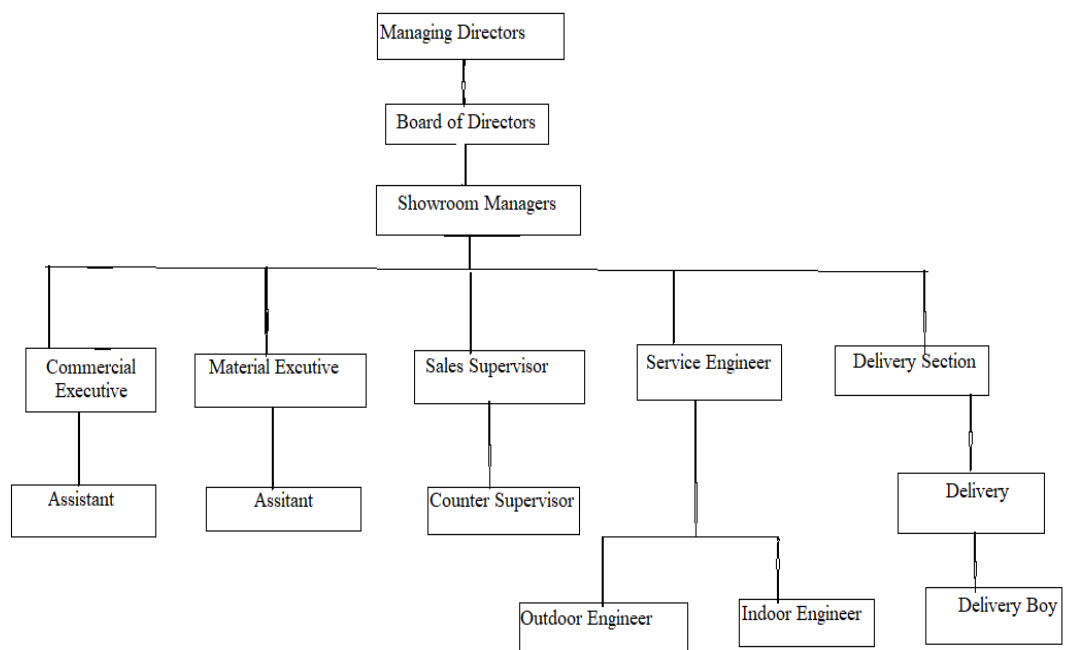 Managing Directors
Board of Directors
Showroom Managers
Commercial
Executive
Material Excutive
Sales Supervisor
Service Engineer
Delivery Section
Assistant
Assitant
Counter Supervisor
Delivery
Outdoor Engineer
Indoor Engineer
Delivery Boy